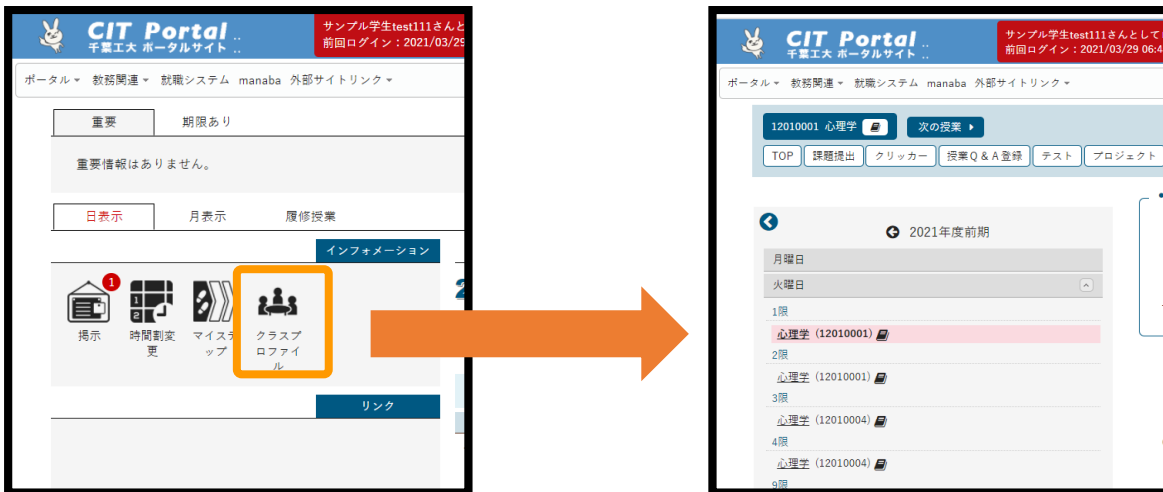 CIT Portal ..
千葉工大 ポータルサイト ..
サンプル学生test111さんと
前回ログイン：2021/03/29
ポータル 教務関連 就職システム manaba 外部サイトリンク
重要 期限あり
重要情報はありません。
日表示 月表示 履修授業
インフォメーション
1
掲示
時間割変
更
マイステ
ップ
クラスプ
ロファイ
ル
リンク
CIT Portal ..
千葉工大 ポータルサイト ..
サンプル学生test111さんとして
前回ログイン：2021/03/29 06:4
ポータル 教務関連 就職システム manaba 外部サイトリンク
12010001 心理学 次の授業
TOP 課題提出 クリッカー 授業Q＆A登録 テスト プロジェクト
2021年度前期
月曜日
火曜日
1限
心理学 (12010001)
2限
心理学 (12010001)
3限
心理学 (12010004)
4限
心理学 (12010004)
9限